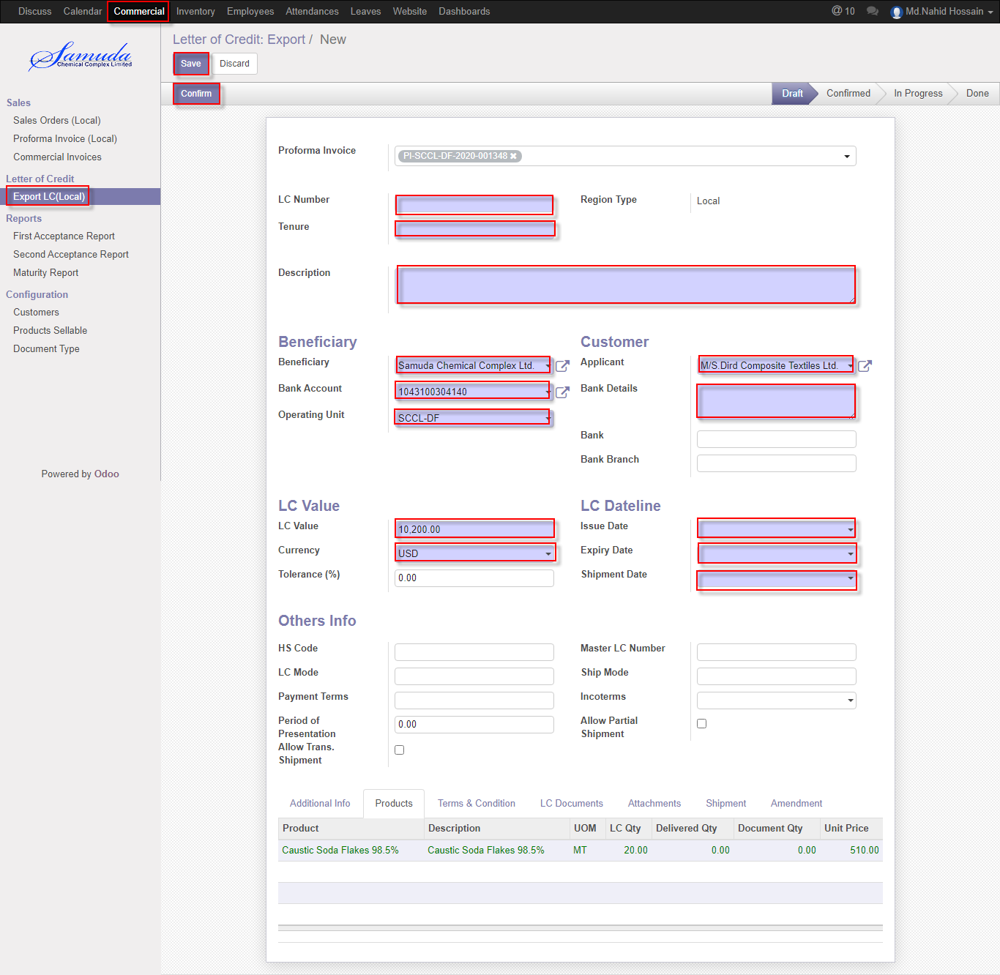 Discuss Calendar Commercial Inventory Employees Attendances Leaves Website Dashboards @ 10 Md.Nahid Hossain
Samuda
Chemical Complex Limited
Letter of Credit: Export / New
Save Discard
Confirm Draft Confirmed In Progress Done
Sales
Sales Orders (Local)
Proforma Invoice (Local)
Commercial Invoices
Letter of Credit
Export LC(Local)
Reports
First Acceptance Report
Second Acceptance Report
Maturity Report
Configuration
Customers
Products Sellable
Document Type
Powered by Odoo
Proforma Invoice PI-SCCL-DF-2020-001348 ✖
LC Number Region Type Local
Tenure
Description
Beneficiary Customer
Beneficiary Samuda Chemical Complex Ltd. Applicant M/S.Dird Composite Textiles Ltd.
Bank Account 1043100304140 Bank Details
Operating Unit SCCL-DF
Bank
Bank Branch
LC Value LC Dateline
LC Value 10,200.00 Issue Date
Currency USD Expiry Date
Tolerance (%) 0.00 Shipment Date
Others Info
HS Code Master LC Number
LC Mode Ship Mode
Payment Terms Incoterms
Period of Presentation 0.00 Allow Partial Shipment
Allow Trans. Shipment
Additional Info Products Terms & Condition LC Documents Attachments Shipment Amendment
Product Description UOM LC Qty Delivered Qty Document Qty Unit Price
Caustic Soda Flakes 98.5% Caustic Soda Flakes 98.5% MT 20.00 0.00 0.00 510.00